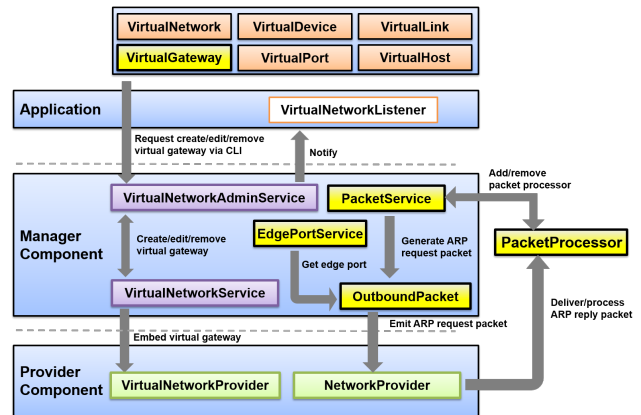 VirtualNetwork
VirtualDevice
VirtualLink
VirtualGateway
VirtualPort
VirtualHost
Application
VirtualNetworkListener
Request create/edit/remove
virtual gateway via CLI
Notify
Add/remove
packet processor
VirtualNetworkAdminService
PacketService
Manager
Component
Create/edit/remove
virtual gateway
EdgePortService
Generate ARP
request packet
PacketProcessor
Get edge port
VirtualNetworkService
OutboundPacket
Deliver/process
ARP reply packet
Emit ARP request packet
Embed virtual gateway
Provider
Component
VirtualNetworkProvider
NetworkProvider